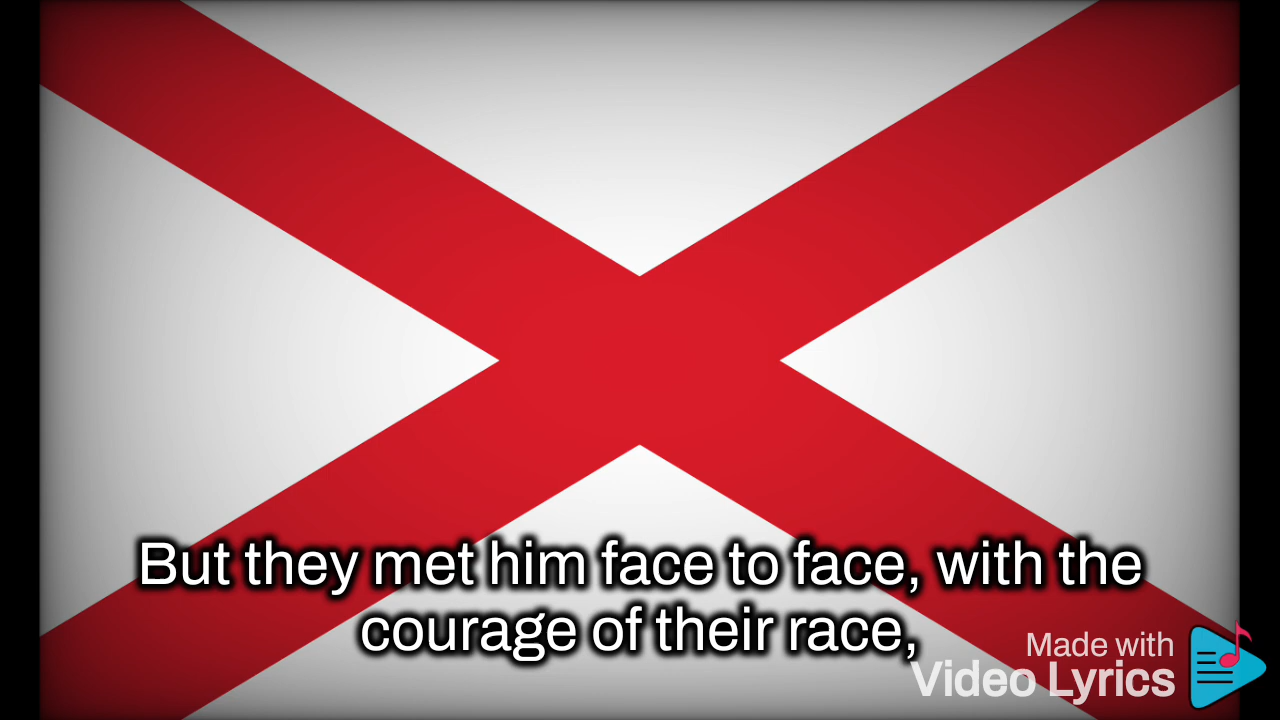 But they met him face to face, with the
courage of their race,
Made with
Video Lyrics